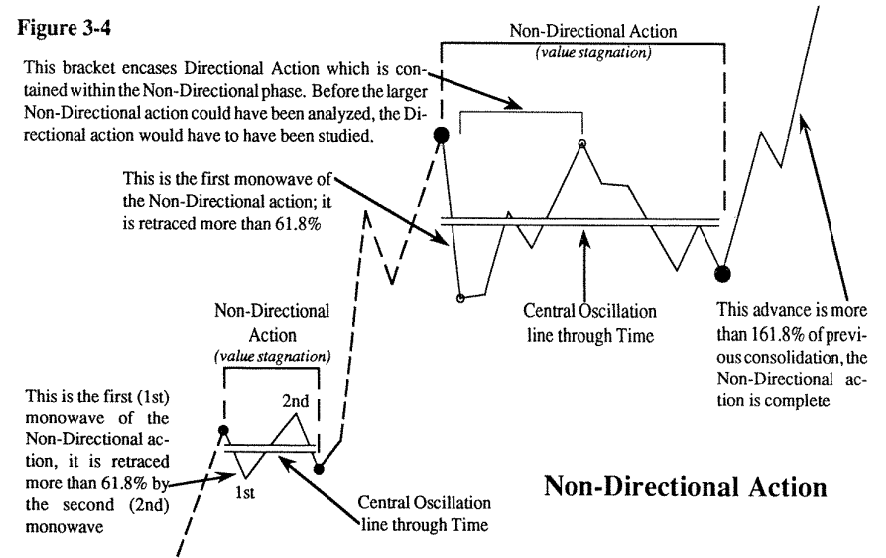 Figure 3-4
Non-Directional Action
(value stagnation)
This bracket encases Directional Action which is con-
tained within the Non-Directional phase. Before the larger
Non-Directional action could have been analyzed, the Di-
rectional action would have to have been studied.
This is the first monowave of
the Non-Directional action; it
is retraced more than 61.8%
Non-Directional
Action
(value stagnation)
Central Oscillation
line through Time
This advance is more
than 161.8% of previ-
ous consolidation, the
Non-Directional ac-
tion is complete
This is the first (1st)
monowave of the
Non-Directional ac-
tion, it is retraced
more than 61.8% by
the second (2nd)
monowave
2nd
1st
Central Oscillation
line through Time
Non-Directional Action